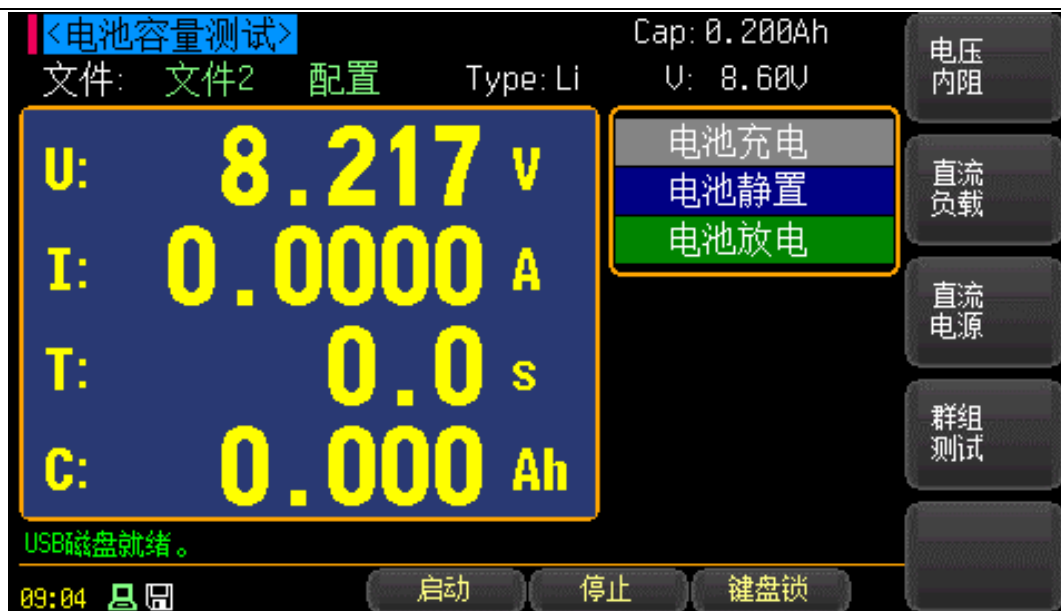 <电池容量测试>
Cap: 0.200Ah
文件: 文件2 配置 Type: Li V: 8.60V
U: 8.217 V
I: 0.0000 A
T: 0.0 s
C: 0.000 Ah
电池充电
电池静置
电池放电
电压
内阻
直流
负载
直流
电源
群组
测试
USB磁盘就绪。
09:04
启动
停止
键盘锁